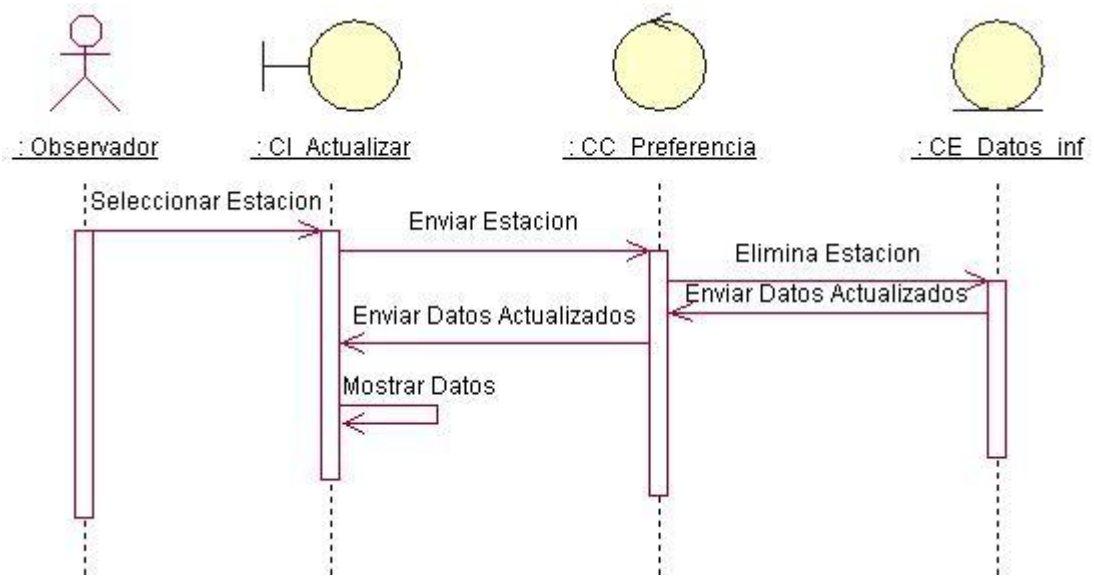 : Observador
: CI_Actualizar
: CC_Preferencia
: CE_Datos_inf
Seleccionar Estacion
Enviar Estacion
Elimina Estacion
Enviar Datos Actualizados
Enviar Datos Actualizados
Mostrar Datos